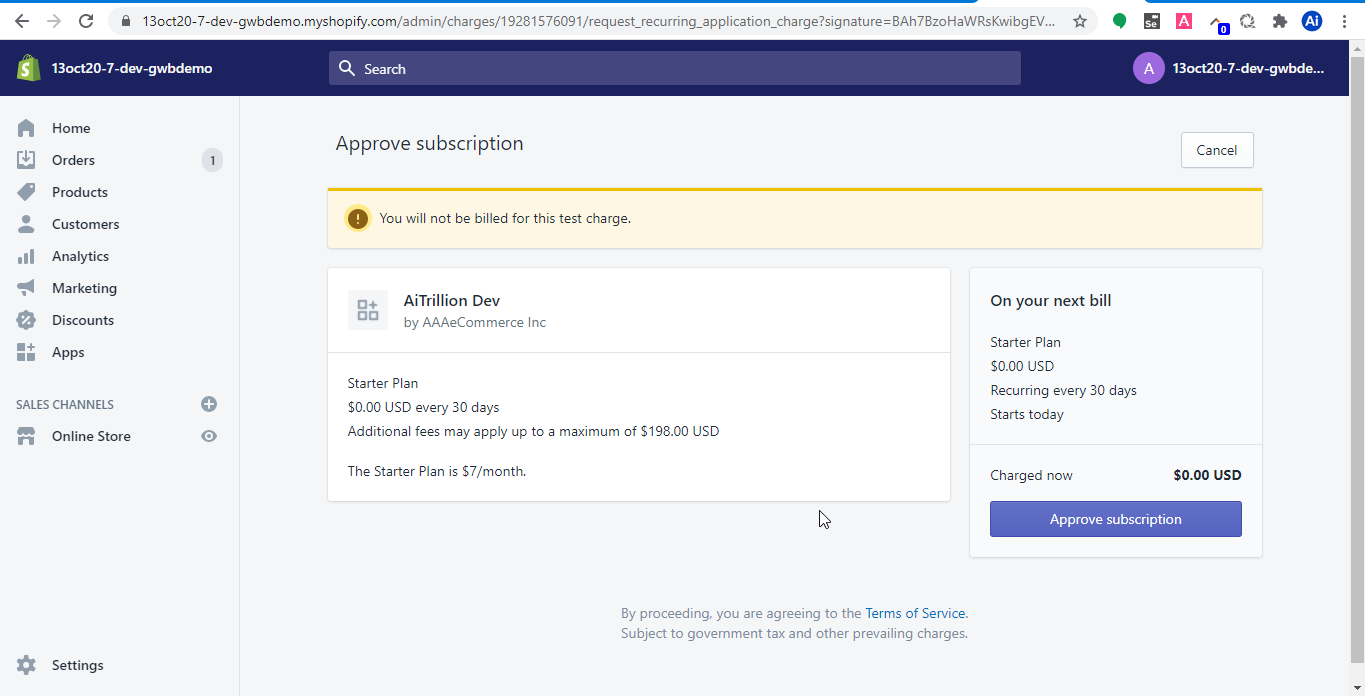 13oct20-7-dev-gwbdemo.myshopify.com/admin/charges/19281576091/request_recurring_application_charge?signature=BAh7BzoHaWRsKwibgEV...
Se
A
0
Ai
13oct20-7-dev-gwbdemo
Search
A
13oct20-7-dev-gwbde...
Home
Orders
1
Products
Customers
Analytics
Marketing
Discounts
Apps
SALES CHANNELS
Online Store
Settings
Approve subscription
Cancel
You will not be billed for this test charge.
AiTrillion Dev
by AAAeCommerce Inc
Starter Plan
$0.00 USD every 30 days
Additional fees may apply up to a maximum of $198.00 USD
The Starter Plan is $7/month.
On your next bill
Starter Plan
$0.00 USD
Recurring every 30 days
Starts today
Charged now $0.00 USD
Approve subscription
By proceeding, you are agreeing to the Terms of Service.
Subject to government tax and other prevailing charges.